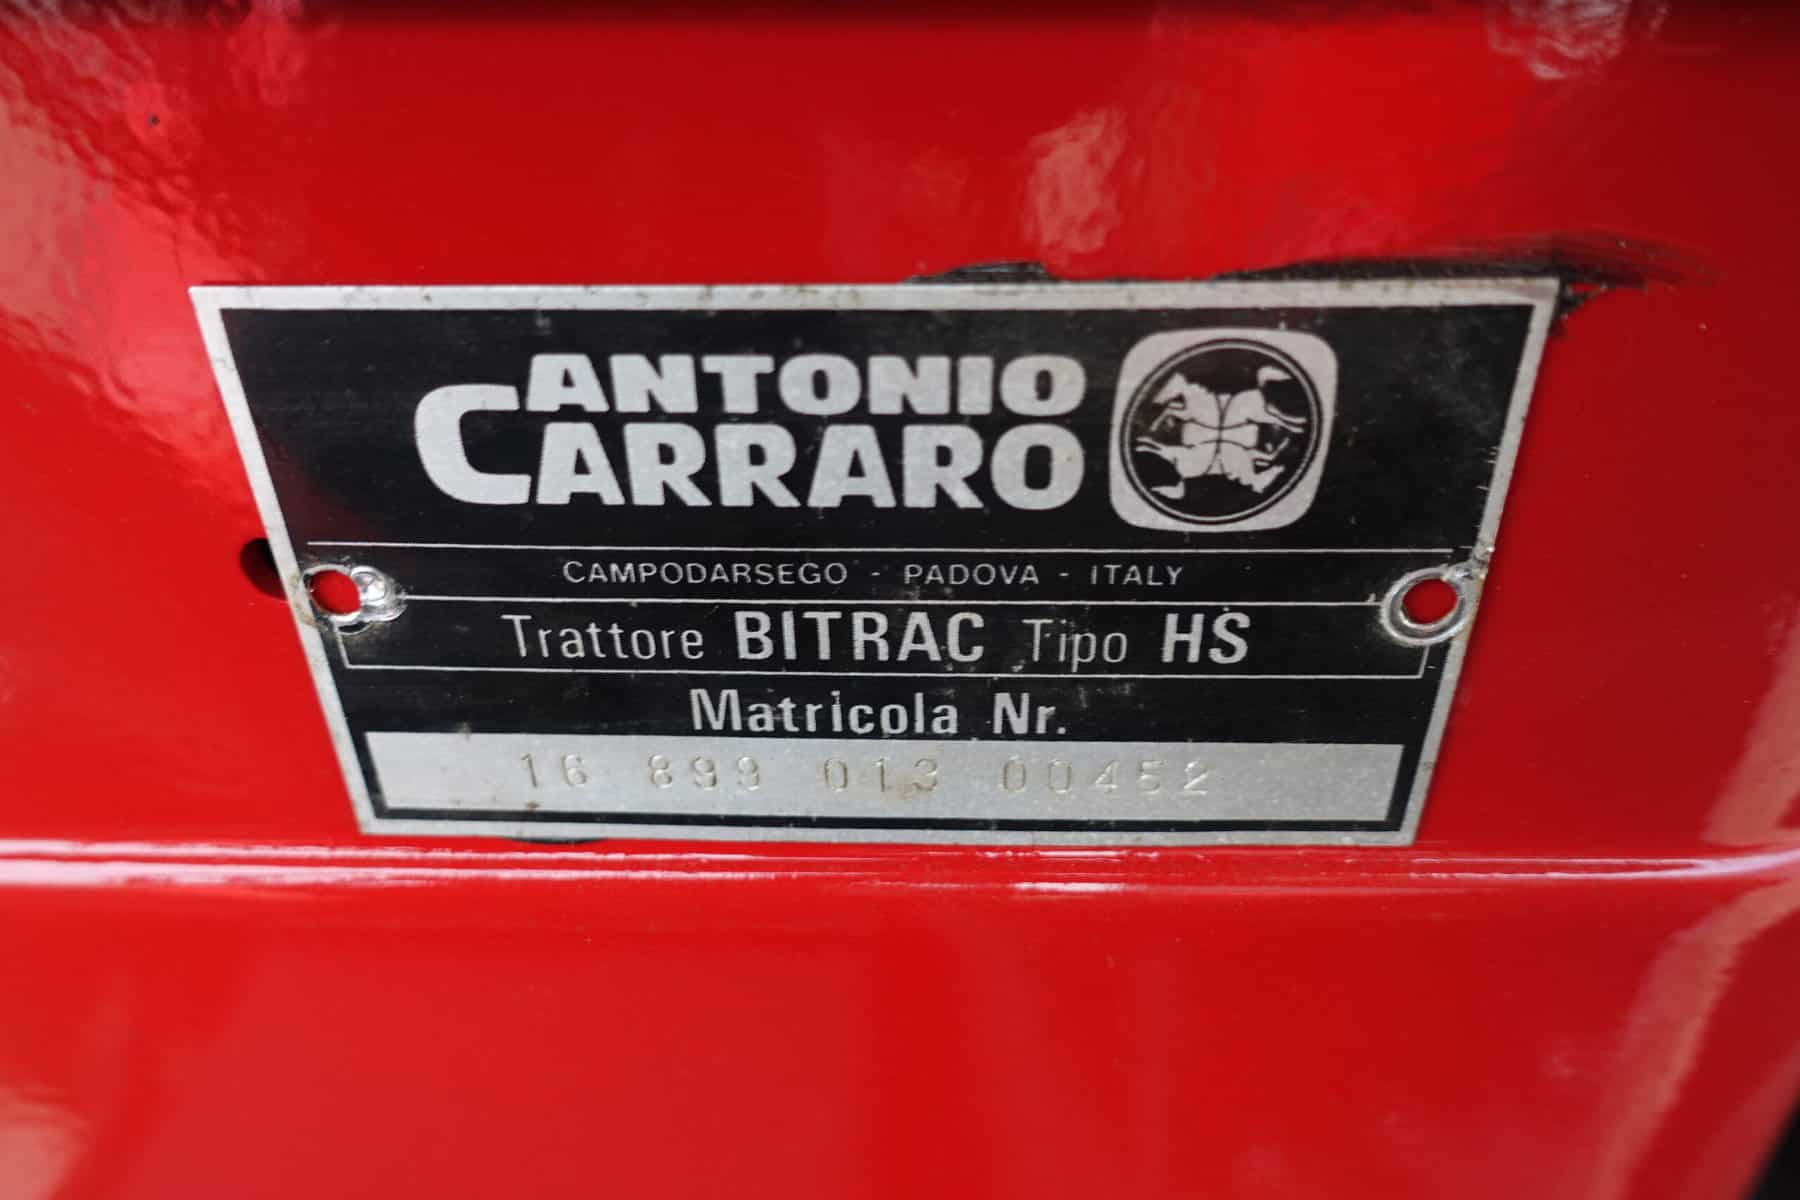 ANTONIO
CARRARO
CAMPODARSEGO - PADOVA - ITALY
Trattore BITRAC Tipo HS
Matricola Nr.
16 899 013 00452